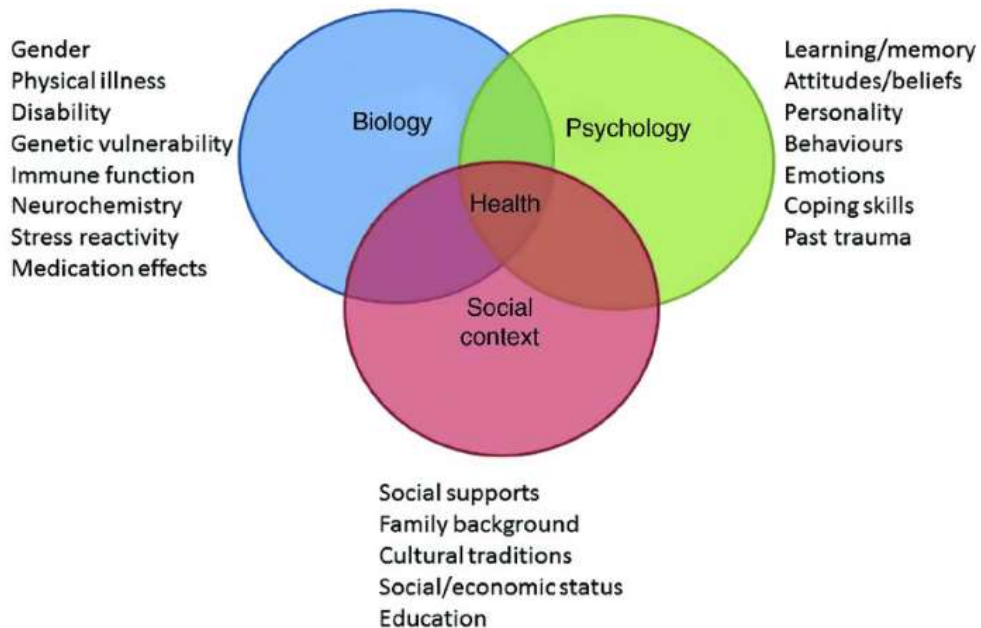 Gender
Physical illness
Disability
Genetic vulnerability
Immune function
Neurochemistry
Stress reactivity
Medication effects
Biology
Psychology
Health
Social
context
Learning/memory
Attitudes/beliefs
Personality
Behaviours
Emotions
Coping skills
Past trauma
Social supports
Family background
Cultural traditions
Social/economic status
Education